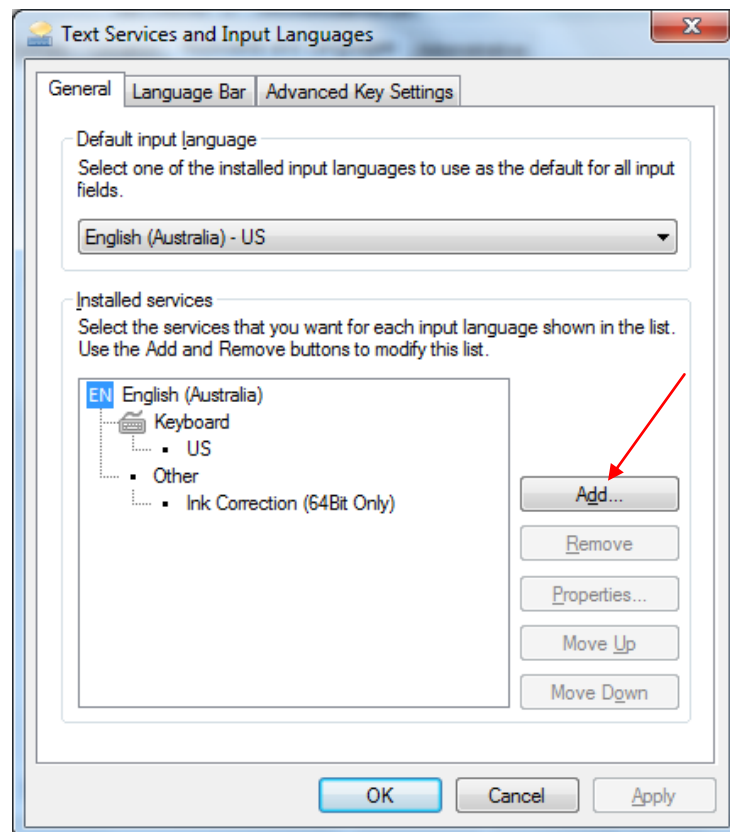 Text Services and Input Languages
General
Language Bar
Advanced Key Settings
Default input language
Select one of the installed input languages to use as the default for all input
fields.
English (Australia) - US
Installed services
Select the services that you want for each input language shown in the list.
Use the Add and Remove buttons to modify this list.
EN English (Australia)
Keyboard
US
Other
Ink Correction (64Bit Only)
Add...
Remove
Properties...
Move Up
Move Down
OK
Cancel
Apply